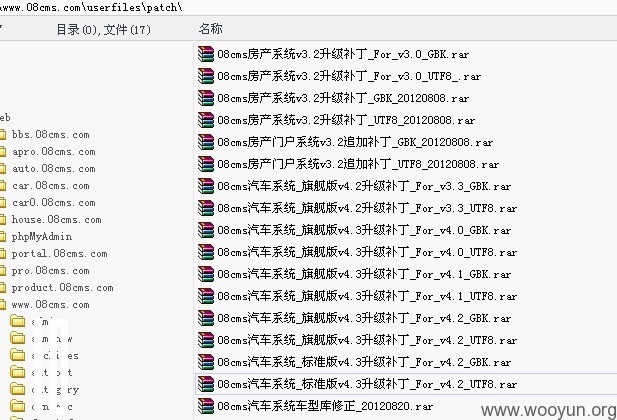 www.08cms.com\userfiles\patch\
目录(0),文件(17)
名称
08cms房产系统v3.2升级补丁_For_v3.0_GBK.rar
08cms房产系统v3.2升级补丁_For_v3.0_UTF8_.rar
08cms房产系统v3.2升级补丁_GBK_20120808.rar
08cms房产系统v3.2升级补丁_UTF8_20120808.rar
08cms房产门户系统v3.2追加补丁_GBK_20120808.rar
08cms房产门户系统v3.2追加补丁_UTF8_20120808.rar
08cms汽车系统_旗舰版v4.2升级补丁_For_v3.3_GBK.rar
08cms汽车系统_旗舰版v4.2升级补丁_For_v3.3_UTF8.rar
08cms汽车系统_旗舰版v4.3升级补丁_For_v4.0_GBK.rar
08cms汽车系统_旗舰版v4.3升级补丁_For_v4.0_UTF8.rar
08cms汽车系统_旗舰版v4.3升级补丁_For_v4.1_GBK.rar
08cms汽车系统_旗舰版v4.3升级补丁_For_v4.1_UTF8.rar
08cms汽车系统_旗舰版v4.3升级补丁_For_v4.2_GBK.rar
08cms汽车系统_旗舰版v4.3升级补丁_For_v4.2_UTF8.rar
08cms汽车系统_标准版v4.3升级补丁_For_v4.2_GBK.rar
08cms汽车系统_标准版v4.3升级补丁_For_v4.2_UTF8.rar
08cms汽车系统车型库修正_20120820.rar
eb
bbs.08cms.com
apro.08cms.com
auto.08cms.com
car.08cms.com
car0.08cms.com
house.08cms.com
phpMyAdmin
portal.08cms.com
pro.08cms.com
product.08cms.com
www.08cms.com
www.wooyun.org